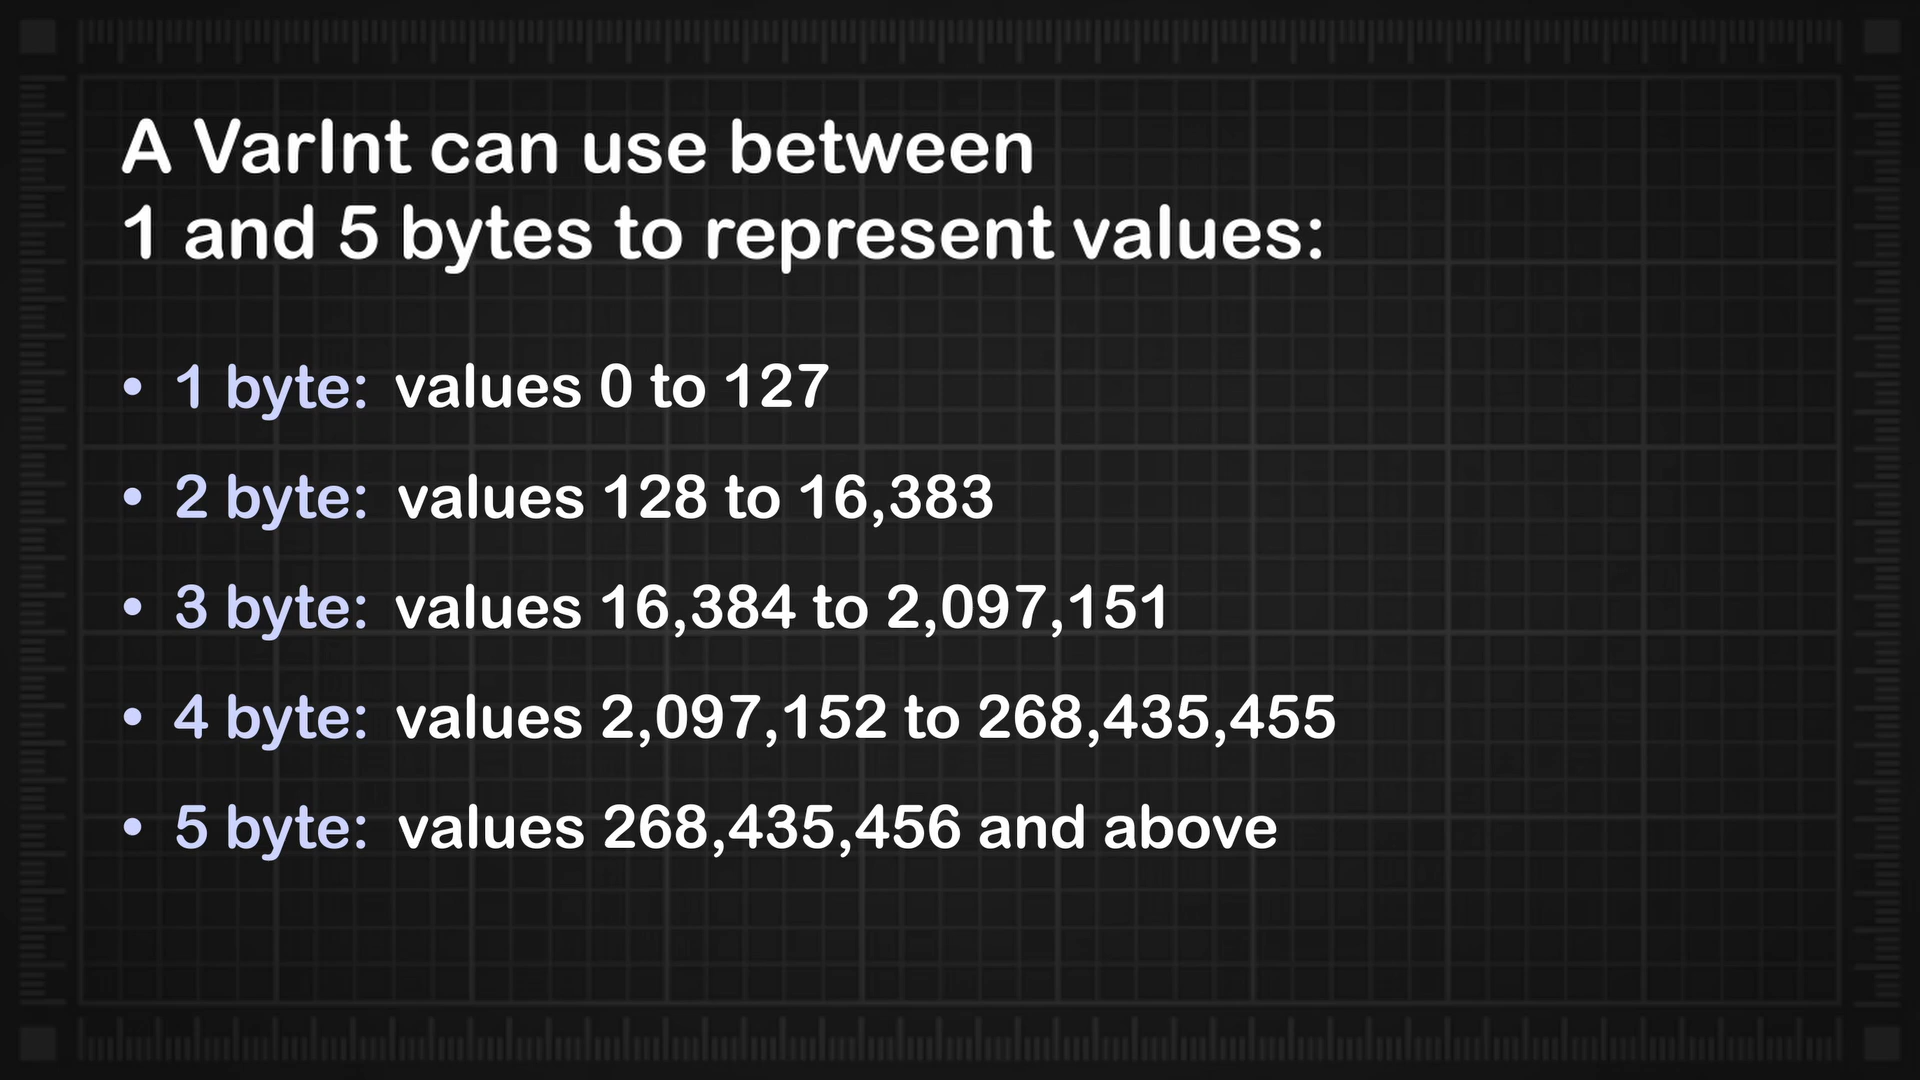 A VarInt can use between
1 and 5 bytes to represent values:
• 1 byte: values 0 to 127
• 2 byte: values 128 to 16,383
• 3 byte: values 16,384 to 2,097,151
• 4 byte: values 2,097,152 to 268,435,455
• 5 byte: values 268,435,456 and above